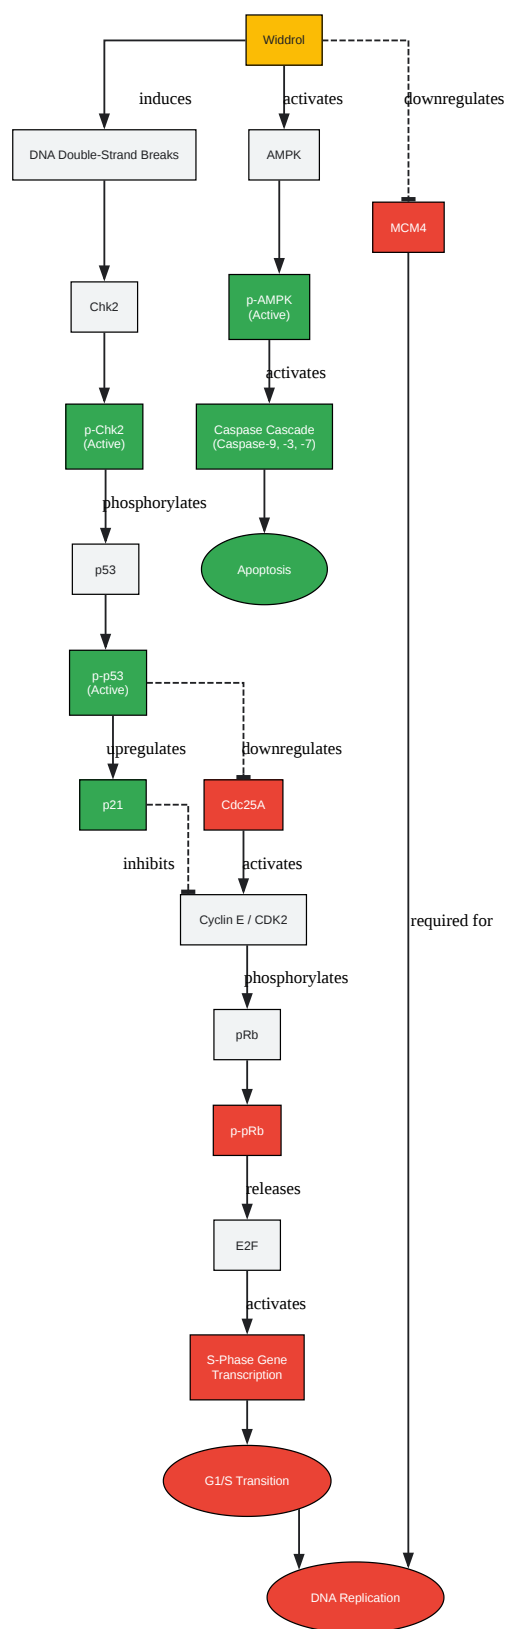 Widdrol
induces
activates
downregulates
DNA Double-Strand Breaks
AMPK
MCM4
Chk2
p-AMPK
(Active)
activates
p-Chk2
(Active)
Caspase Cascade
(Caspase-9, -3, -7)
phosphorylates
p53
Apoptosis
p-p53
(Active)
upregulates
downregulates
p21
Cdc25A
inhibits
activates
Cyclin E / CDK2
required for
phosphorylates
pRb
p-pRb
releases
E2F
activates
S-Phase Gene
Transcription
G1/S Transition
DNA Replication